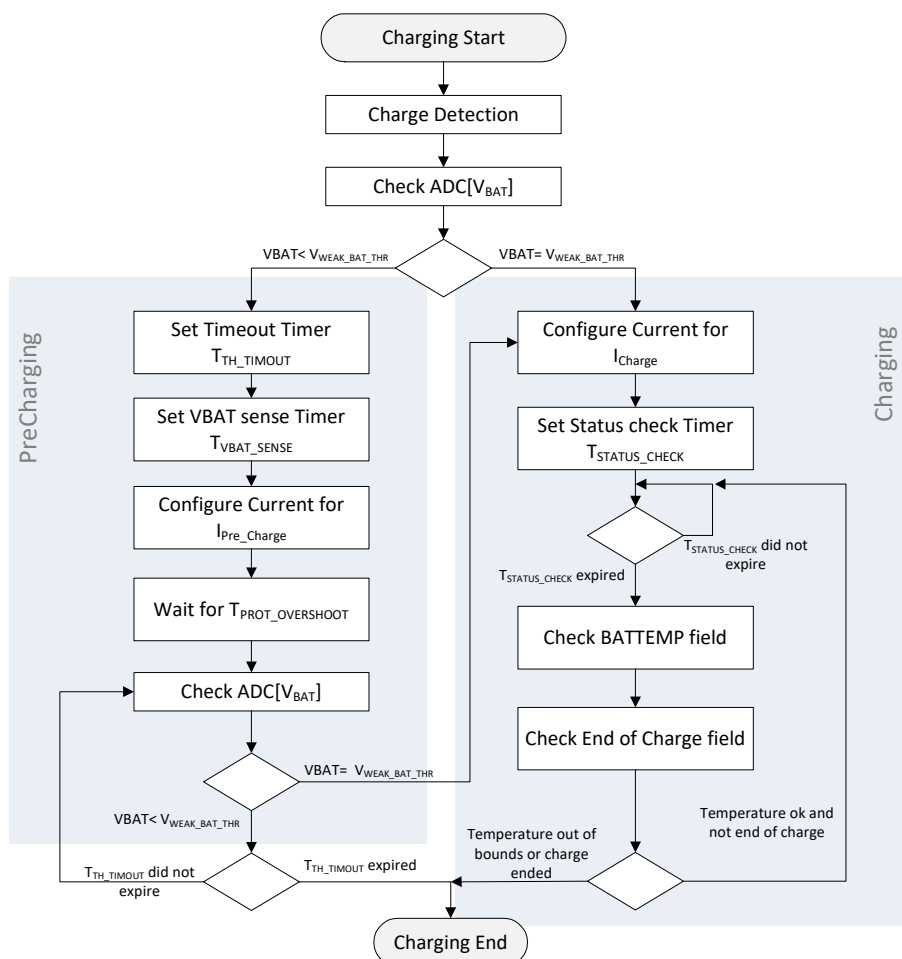 Charging Start
Charge Detection
Check ADC[VBAT]
VBAT< VWEAK_BAT_THR
VBAT= VWEAK_BAT_THR
PreCharging
Set Timeout Timer
TTH_TIMOUT
Set VBAT sense Timer
TVBAT_SENSE
Configure Current for
IPre_Charge
Wait for TPROT_OVERSHOOT
Check ADC[VBAT]
VBAT= VWEAK_BAT_THR
VBAT< VWEAK_BAT_THR
TTH_TIMOUT did not
expire
TTH_TIMOUT expired
Charging
Configure Current for
ICharge
Set Status check Timer
TSTATUS_CHECK
TSTATUS_CHECK did not
expire
TSTATUS_CHECK expired
Check BATTEMP field
Check End of Charge field
Temperature ok and
not end of charge
Temperature out of
bounds or charge
ended
Charging End